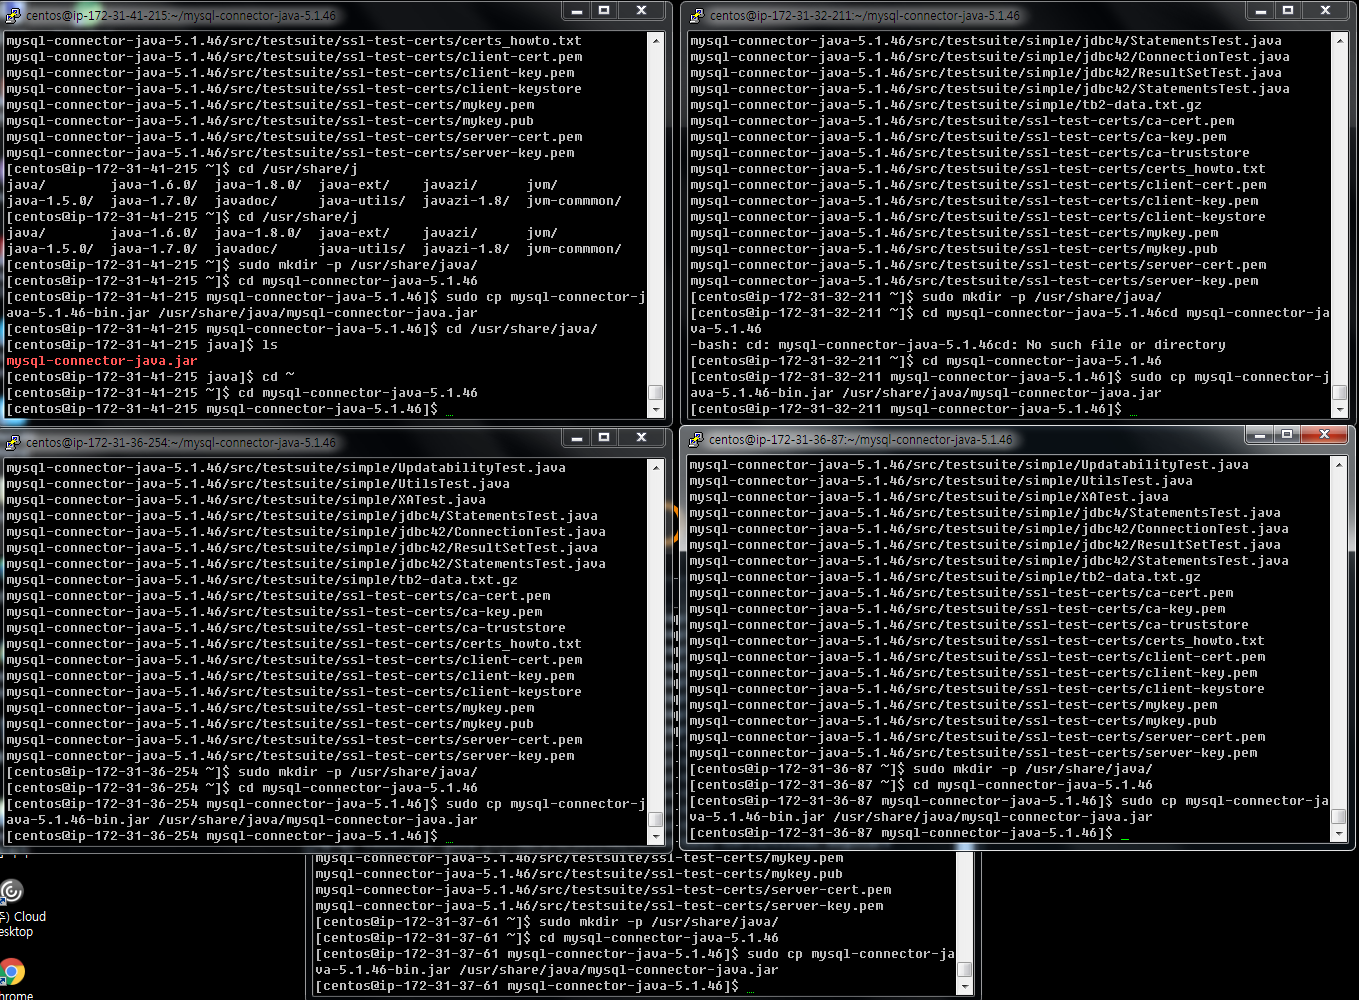 centos@ip-172-31-41-215:~/mysql-connector-java-5.1.46
mysql-connector-java-5.1.46/src/testsuite/ssl-test-certs/certs_howto.txt
mysql-connector-java-5.1.46/src/testsuite/ssl-test-certs/client-cert.pem
mysql-connector-java-5.1.46/src/testsuite/ssl-test-certs/client-key.pem
mysql-connector-java-5.1.46/src/testsuite/ssl-test-certs/client-keystore
mysql-connector-java-5.1.46/src/testsuite/ssl-test-certs/mykey.pem
mysql-connector-java-5.1.46/src/testsuite/ssl-test-certs/mykey.pub
mysql-connector-java-5.1.46/src/testsuite/ssl-test-certs/server-cert.pem
mysql-connector-java-5.1.46/src/testsuite/ssl-test-certs/server-key.pem
[centos@ip-172-31-41-215 ~]$ cd /usr/share/j
java/ java-1.6.0/ java-1.8.0/ java-ext/ javazi/ jvm/
java-1.5.0/ java-1.7.0/ javadoc/ java-utils/ javazi-1.8/ jvm-commmon/
[centos@ip-172-31-41-215 ~]$ cd /usr/share/j
java/ java-1.6.0/ java-1.8.0/ java-ext/ javazi/ jvm/
java-1.5.0/ java-1.7.0/ javadoc/ java-utils/ javazi-1.8/ jvm-commmon/
[centos@ip-172-31-41-215 ~]$ sudo mkdir -p /usr/share/java/
[centos@ip-172-31-41-215 ~]$ cd mysql-connector-java-5.1.46
[centos@ip-172-31-41-215 mysql-connector-java-5.1.46]$ sudo cp mysql-connector-j
ava-5.1.46-bin.jar /usr/share/java/mysql-connector-java.jar
[centos@ip-172-31-41-215 mysql-connector-java-5.1.46]$ cd /usr/share/java/
[centos@ip-172-31-41-215 java]$ ls
mysql-connector-java.jar
[centos@ip-172-31-41-215 java]$ cd ~
[centos@ip-172-31-41-215 ~]$ cd mysql-connector-java-5.1.46
[centos@ip-172-31-41-215 mysql-connector-java-5.1.46]$ _
centos@ip-172-31-32-211:~/mysql-connector-java-5.1.46
mysql-connector-java-5.1.46/src/testsuite/simple/jdbc4/StatementsTest.java
mysql-connector-java-5.1.46/src/testsuite/simple/jdbc42/ConnectionTest.java
mysql-connector-java-5.1.46/src/testsuite/simple/jdbc42/ResultSetTest.java
mysql-connector-java-5.1.46/src/testsuite/simple/jdbc42/StatementsTest.java
mysql-connector-java-5.1.46/src/testsuite/simple/tb2-data.txt.gz
mysql-connector-java-5.1.46/src/testsuite/ssl-test-certs/ca-cert.pem
mysql-connector-java-5.1.46/src/testsuite/ssl-test-certs/ca-key.pem
mysql-connector-java-5.1.46/src/testsuite/ssl-test-certs/ca-truststore
mysql-connector-java-5.1.46/src/testsuite/ssl-test-certs/certs_howto.txt
mysql-connector-java-5.1.46/src/testsuite/ssl-test-certs/client-cert.pem
mysql-connector-java-5.1.46/src/testsuite/ssl-test-certs/client-key.pem
mysql-connector-java-5.1.46/src/testsuite/ssl-test-certs/client-keystore
mysql-connector-java-5.1.46/src/testsuite/ssl-test-certs/mykey.pem
mysql-connector-java-5.1.46/src/testsuite/ssl-test-certs/mykey.pub
mysql-connector-java-5.1.46/src/testsuite/ssl-test-certs/server-cert.pem
mysql-connector-java-5.1.46/src/testsuite/ssl-test-certs/server-key.pem
[centos@ip-172-31-32-211 ~]$ sudo mkdir -p /usr/share/java/
[centos@ip-172-31-32-211 ~]$ cd mysql-connector-java-5.1.46cd mysql-connector-ja
va-5.1.46
-bash: cd: mysql-connector-java-5.1.46cd: No such file or directory
[centos@ip-172-31-32-211 ~]$ cd mysql-connector-java-5.1.46
[centos@ip-172-31-32-211 mysql-connector-java-5.1.46]$ sudo cp mysql-connector-j
ava-5.1.46-bin.jar /usr/share/java/mysql-connector-java.jar
[centos@ip-172-31-32-211 mysql-connector-java-5.1.46]$ _
centos@ip-172-31-36-254:~/mysql-connector-java-5.1.46
mysql-connector-java-5.1.46/src/testsuite/simple/UpdatabilityTest.java
mysql-connector-java-5.1.46/src/testsuite/simple/UtilsTest.java
mysql-connector-java-5.1.46/src/testsuite/simple/XATest.java
mysql-connector-java-5.1.46/src/testsuite/simple/jdbc4/StatementsTest.java
mysql-connector-java-5.1.46/src/testsuite/simple/jdbc42/ConnectionTest.java
mysql-connector-java-5.1.46/src/testsuite/simple/jdbc42/ResultSetTest.java
mysql-connector-java-5.1.46/src/testsuite/simple/jdbc42/StatementsTest.java
mysql-connector-java-5.1.46/src/testsuite/simple/tb2-data.txt.gz
mysql-connector-java-5.1.46/src/testsuite/ssl-test-certs/ca-cert.pem
mysql-connector-java-5.1.46/src/testsuite/ssl-test-certs/ca-key.pem
mysql-connector-java-5.1.46/src/testsuite/ssl-test-certs/ca-truststore
mysql-connector-java-5.1.46/src/testsuite/ssl-test-certs/certs_howto.txt
mysql-connector-java-5.1.46/src/testsuite/ssl-test-certs/client-cert.pem
mysql-connector-java-5.1.46/src/testsuite/ssl-test-certs/client-key.pem
mysql-connector-java-5.1.46/src/testsuite/ssl-test-certs/client-keystore
mysql-connector-java-5.1.46/src/testsuite/ssl-test-certs/mykey.pem
mysql-connector-java-5.1.46/src/testsuite/ssl-test-certs/mykey.pub
mysql-connector-java-5.1.46/src/testsuite/ssl-test-certs/server-cert.pem
mysql-connector-java-5.1.46/src/testsuite/ssl-test-certs/server-key.pem
[centos@ip-172-31-36-254 ~]$ sudo mkdir -p /usr/share/java/
[centos@ip-172-31-36-254 ~]$ cd mysql-connector-java-5.1.46
[centos@ip-172-31-36-254 mysql-connector-java-5.1.46]$ sudo cp mysql-connector-j
ava-5.1.46-bin.jar /usr/share/java/mysql-connector-java.jar
[centos@ip-172-31-36-254 mysql-connector-java-5.1.46]$ _
centos@ip-172-31-36-87:~/mysql-connector-java-5.1.46
mysql-connector-java-5.1.46/src/testsuite/simple/UpdatabilityTest.java
mysql-connector-java-5.1.46/src/testsuite/simple/UtilsTest.java
mysql-connector-java-5.1.46/src/testsuite/simple/XATest.java
mysql-connector-java-5.1.46/src/testsuite/simple/jdbc4/StatementsTest.java
mysql-connector-java-5.1.46/src/testsuite/simple/jdbc42/ConnectionTest.java
mysql-connector-java-5.1.46/src/testsuite/simple/jdbc42/ResultSetTest.java
mysql-connector-java-5.1.46/src/testsuite/simple/jdbc42/StatementsTest.java
mysql-connector-java-5.1.46/src/testsuite/simple/tb2-data.txt.gz
mysql-connector-java-5.1.46/src/testsuite/ssl-test-certs/ca-cert.pem
mysql-connector-java-5.1.46/src/testsuite/ssl-test-certs/ca-key.pem
mysql-connector-java-5.1.46/src/testsuite/ssl-test-certs/ca-truststore
mysql-connector-java-5.1.46/src/testsuite/ssl-test-certs/certs_howto.txt
mysql-connector-java-5.1.46/src/testsuite/ssl-test-certs/client-cert.pem
mysql-connector-java-5.1.46/src/testsuite/ssl-test-certs/client-key.pem
mysql-connector-java-5.1.46/src/testsuite/ssl-test-certs/client-keystore
mysql-connector-java-5.1.46/src/testsuite/ssl-test-certs/mykey.pem
mysql-connector-java-5.1.46/src/testsuite/ssl-test-certs/mykey.pub
mysql-connector-java-5.1.46/src/testsuite/ssl-test-certs/server-cert.pem
mysql-connector-java-5.1.46/src/testsuite/ssl-test-certs/server-key.pem
[centos@ip-172-31-36-87 ~]$ sudo mkdir -p /usr/share/java/
[centos@ip-172-31-36-87 ~]$ cd mysql-connector-java-5.1.46
[centos@ip-172-31-36-87 mysql-connector-java-5.1.46]$ sudo cp mysql-connector-ja
va-5.1.46-bin.jar /usr/share/java/mysql-connector-java.jar
[centos@ip-172-31-36-87 mysql-connector-java-5.1.46]$ _
mysql-connector-java-5.1.46/src/testsuite/ssl-test-certs/mykey.pem
mysql-connector-java-5.1.46/src/testsuite/ssl-test-certs/mykey.pub
mysql-connector-java-5.1.46/src/testsuite/ssl-test-certs/server-cert.pem
mysql-connector-java-5.1.46/src/testsuite/ssl-test-certs/server-key.pem
[centos@ip-172-31-37-61 ~]$ sudo mkdir -p /usr/share/java/
[centos@ip-172-31-37-61 ~]$ cd mysql-connector-java-5.1.46
[centos@ip-172-31-37-61 mysql-connector-java-5.1.46]$ sudo cp mysql-connector-ja
va-5.1.46-bin.jar /usr/share/java/mysql-connector-java.jar
[centos@ip-172-31-37-61 mysql-connector-java-5.1.46]$ _
) Cloud
esktop
hrome